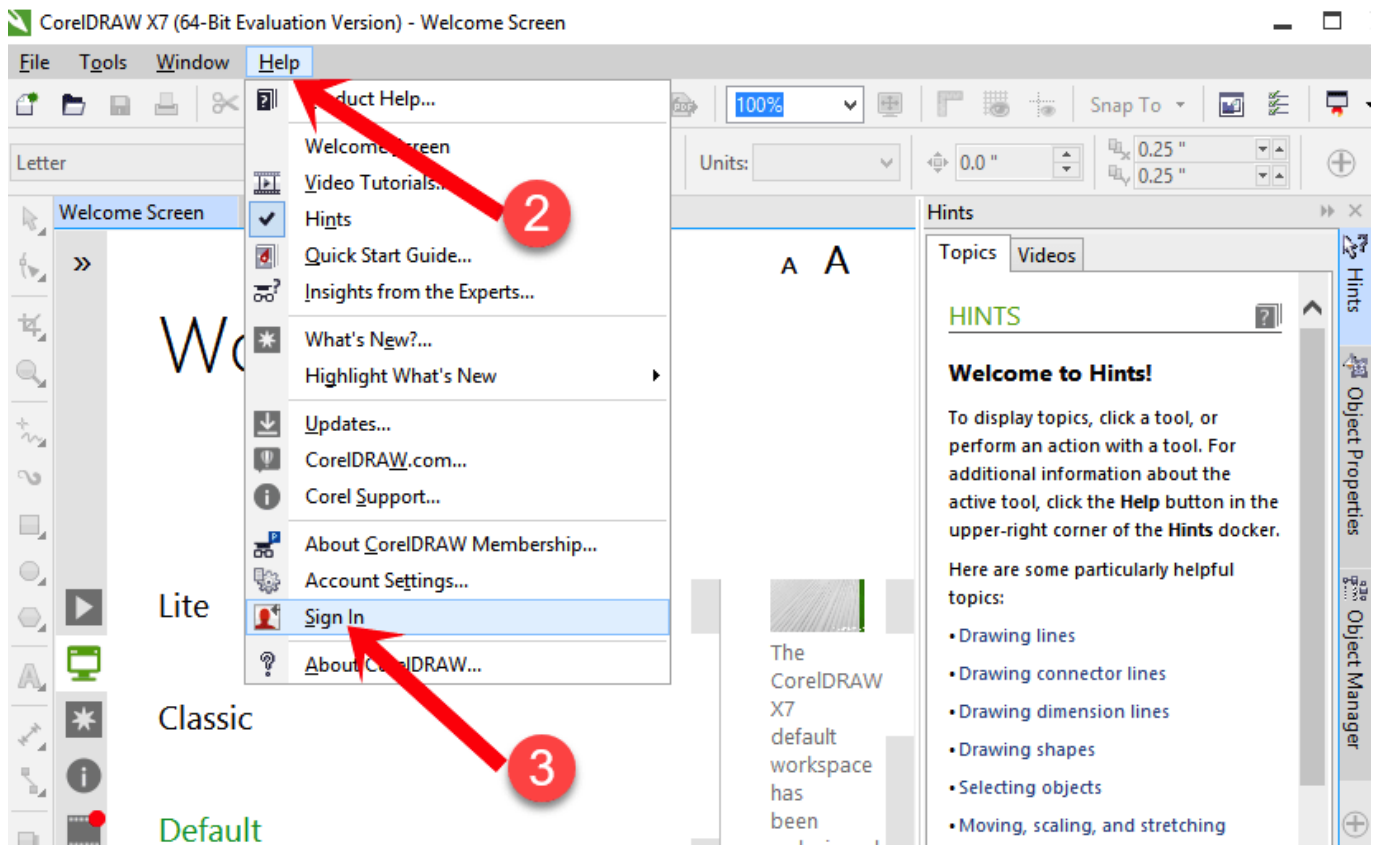 CorelDRAW X7 (64-Bit Evaluation Version) - Welcome Screen
File Tools Window Help
100%
Snap To
Letter
Units:
0.0 "
0.25 "
0.25 "
Product Help...
Welcome Screen
Video Tutorials...
Hints
Quick Start Guide...
Insights from the Experts...
What's New?...
Highlight What's New
Updates...
CorelDRAW.com...
Corel Support...
About CorelDRAW Membership...
Account Settings...
Sign In
About CorelDRAW...
2
3
Welcome Screen
A A
Lite
Classic
Default
The
CorelDRAW
X7
default
workspace
has
been
Hints
Topics Videos
HINTS
Welcome to Hints!
To display topics, click a tool, or
perform an action with a tool. For
additional information about the
active tool, click the Help button in the
upper-right corner of the Hints docker.
Here are some particularly helpful
topics:
• Drawing lines
• Drawing connector lines
• Drawing dimension lines
• Drawing shapes
• Selecting objects
• Moving, scaling, and stretching
Hints
Object Properties
Object Manager